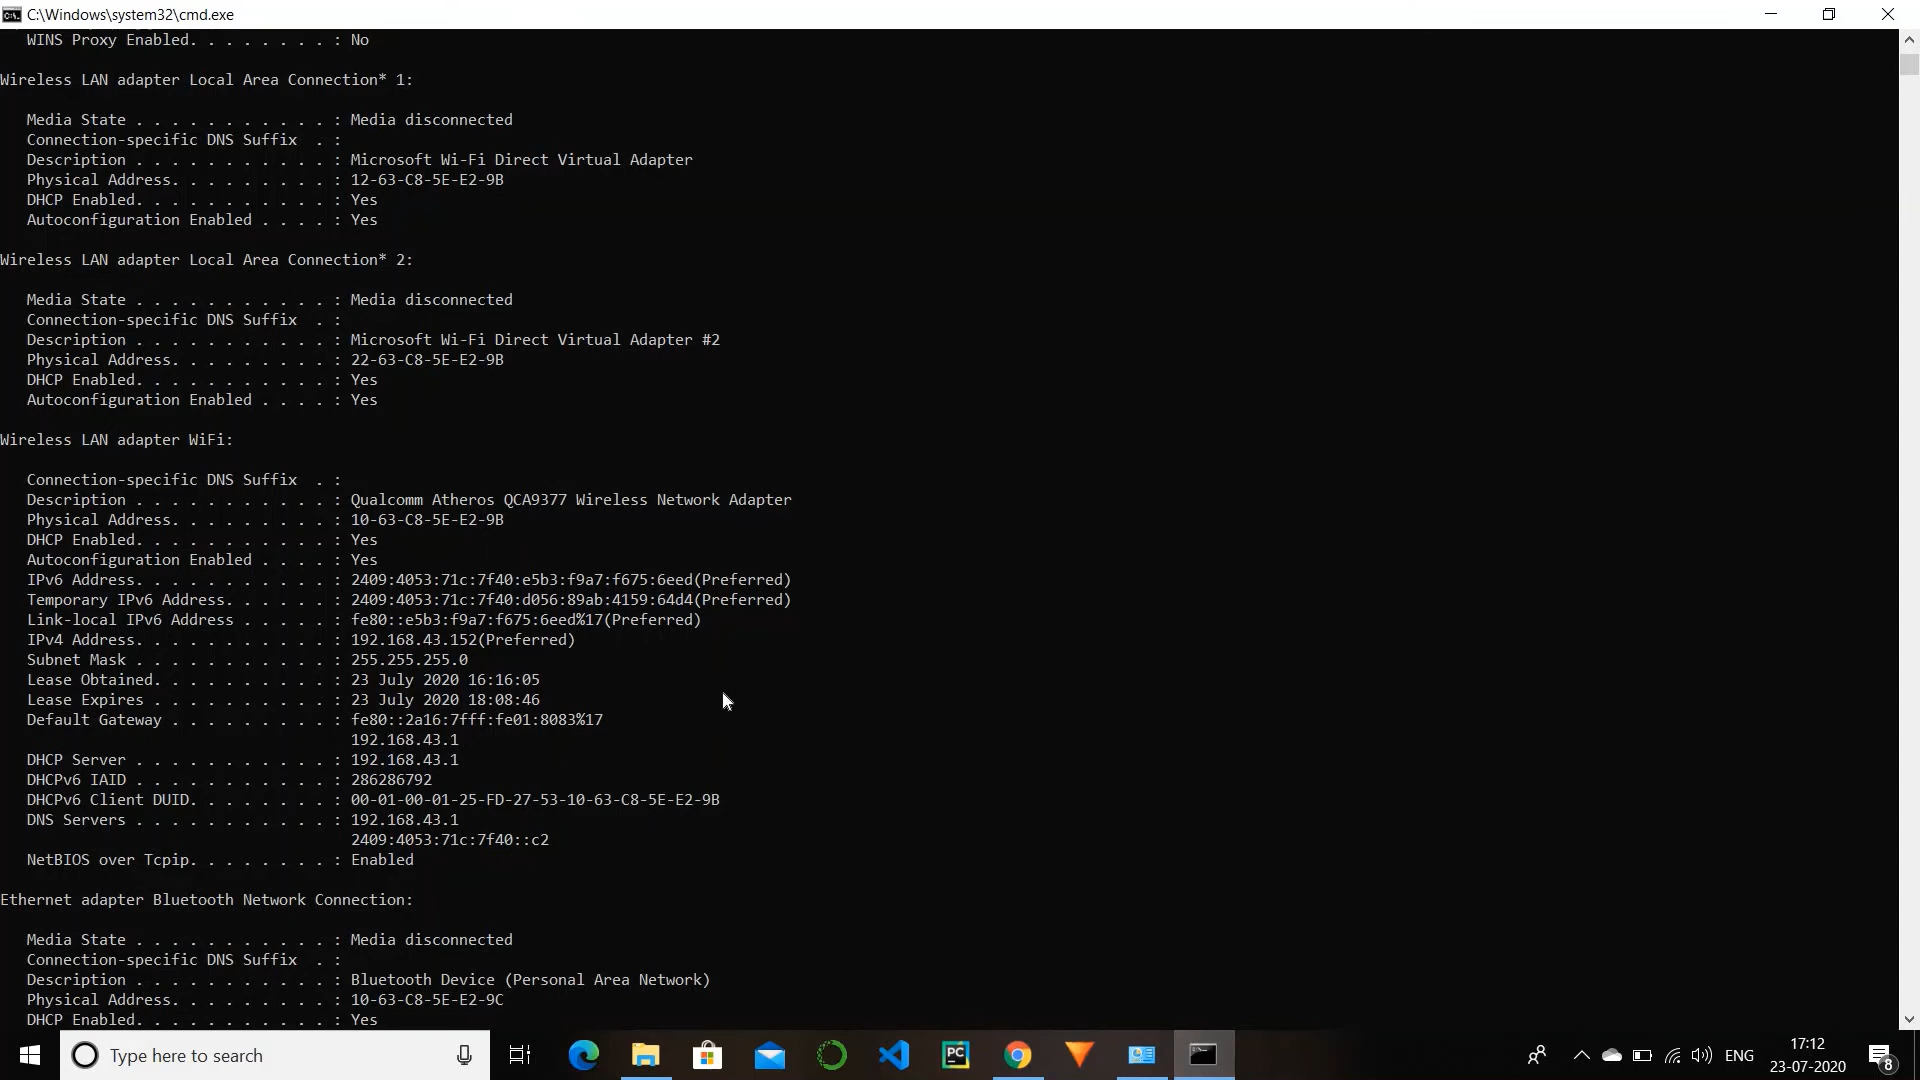 C:\Windows\system32\cmd.exe
WINS Proxy Enabled. . . . . . . . : No
Wireless LAN adapter Local Area Connection* 1:
Media State . . . . . . . . . . . : Media disconnected
Connection-specific DNS Suffix  . :
Description . . . . . . . . . . . : Microsoft Wi-Fi Direct Virtual Adapter
Physical Address. . . . . . . . . : 12-63-C8-5E-E2-9B
DHCP Enabled. . . . . . . . . . . : Yes
Autoconfiguration Enabled . . . . : Yes
Wireless LAN adapter Local Area Connection* 2:
Media State . . . . . . . . . . . : Media disconnected
Connection-specific DNS Suffix  . :
Description . . . . . . . . . . . : Microsoft Wi-Fi Direct Virtual Adapter #2
Physical Address. . . . . . . . . : 22-63-C8-5E-E2-9B
DHCP Enabled. . . . . . . . . . . : Yes
Autoconfiguration Enabled . . . . : Yes
Wireless LAN adapter WiFi:
Connection-specific DNS Suffix  . :
Description . . . . . . . . . . . : Qualcomm Atheros QCA9377 Wireless Network Adapter
Physical Address. . . . . . . . . : 10-63-C8-5E-E2-9B
DHCP Enabled. . . . . . . . . . . : Yes
Autoconfiguration Enabled . . . . : Yes
IPv6 Address. . . . . . . . . . . : 2409:4053:71c:7f40:e5b3:f9a7:f675:6eed(Preferred)
Temporary IPv6 Address. . . . . . : 2409:4053:71c:7f40:d056:89ab:4159:64d4(Preferred)
Link-local IPv6 Address . . . . . : fe80::e5b3:f9a7:f675:6eed%17(Preferred)
IPv4 Address. . . . . . . . . . . : 192.168.43.152(Preferred)
Subnet Mask . . . . . . . . . . . : 255.255.255.0
Lease Obtained. . . . . . . . . . : 23 July 2020 16:16:05
Lease Expires . . . . . . . . . . : 23 July 2020 18:08:46
Default Gateway . . . . . . . . . : fe80::2a16:7fff:fe01:8083%17
192.168.43.1
DHCP Server . . . . . . . . . . . : 192.168.43.1
DHCPv6 IAID . . . . . . . . . . . : 286286792
DHCPv6 Client DUID. . . . . . . . : 00-01-00-01-25-FD-27-53-10-63-C8-5E-E2-9B
DNS Servers . . . . . . . . . . . : 192.168.43.1
2409:4053:71c:7f40::c2
NetBIOS over Tcpip. . . . . . . . : Enabled
Ethernet adapter Bluetooth Network Connection:
Media State . . . . . . . . . . . : Media disconnected
Connection-specific DNS Suffix  . :
Description . . . . . . . . . . . : Bluetooth Device (Personal Area Network)
Physical Address. . . . . . . . . : 10-63-C8-5E-E2-9C
DHCP Enabled. . . . . . . . . . . : Yes
Type here to search
PC
ENG
17:12
23-07-2020
8